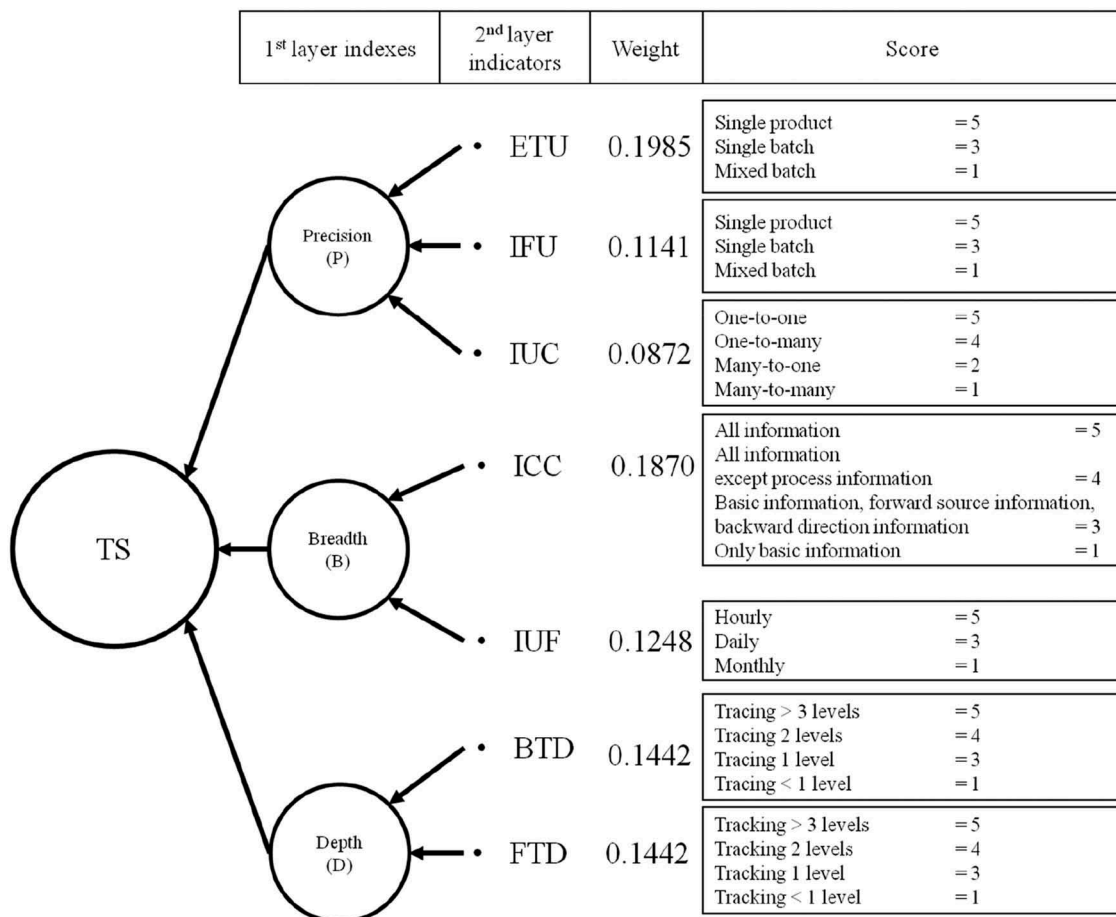 1st layer indexes
2nd layer
indicators
Weight
Score
ETU
0.1985
Single product = 5
Single batch = 3
Mixed batch = 1
Precision
(P)
IFU
0.1141
Single product = 5
Single batch = 3
Mixed batch = 1
IUC
0.0872
One-to-one = 5
One-to-many = 4
Many-to-one = 2
Many-to-many = 1
TS
ICC
0.1870
All information = 5
All information
except process information = 4
Basic information, forward source information,
backward direction information = 3
Only basic information = 1
Breadth
(B)
IUF
0.1248
Hourly = 5
Daily = 3
Monthly = 1
BTD
0.1442
Tracing > 3 levels = 5
Tracing 2 levels = 4
Tracing 1 level = 3
Tracing < 1 level = 1
Depth
(D)
FTD
0.1442
Tracking > 3 levels = 5
Tracking 2 levels = 4
Tracking 1 level = 3
Tracking < 1 level = 1